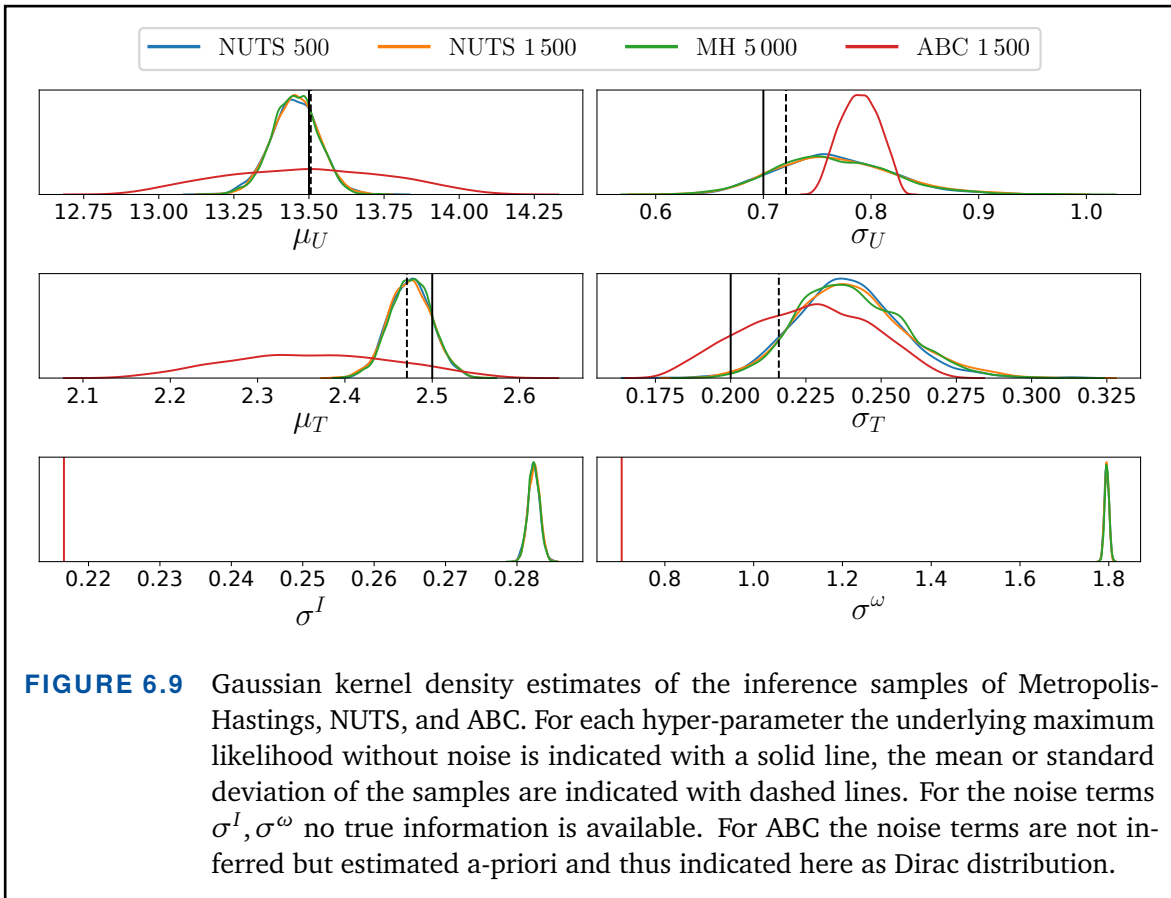 NUTS 500 NUTS 1 500 MH 5 000 ABC 1 500
12.75 13.00 13.25 13.50 13.75 14.00 14.25
μ_U
0.6 0.7 0.8 0.9 1.0
σ_U
2.1 2.2 2.3 2.4 2.5 2.6
μ_T
0.175 0.200 0.225 0.250 0.275 0.300 0.325
σ_T
0.22 0.23 0.24 0.25 0.26 0.27 0.28
σ^I
0.8 1.0 1.2 1.4 1.6 1.8
σ^ω
FIGURE 6.9 Gaussian kernel density estimates of the inference samples of Metropolis-
Hastings, NUTS, and ABC. For each hyper-parameter the underlying maximum
likelihood without noise is indicated with a solid line, the mean or standard
deviation of the samples are indicated with dashed lines. For the noise terms
σ^I, σ^ω no true information is available. For ABC the noise terms are not in-
ferred but estimated a-priori and thus indicated here as Dirac distribution.